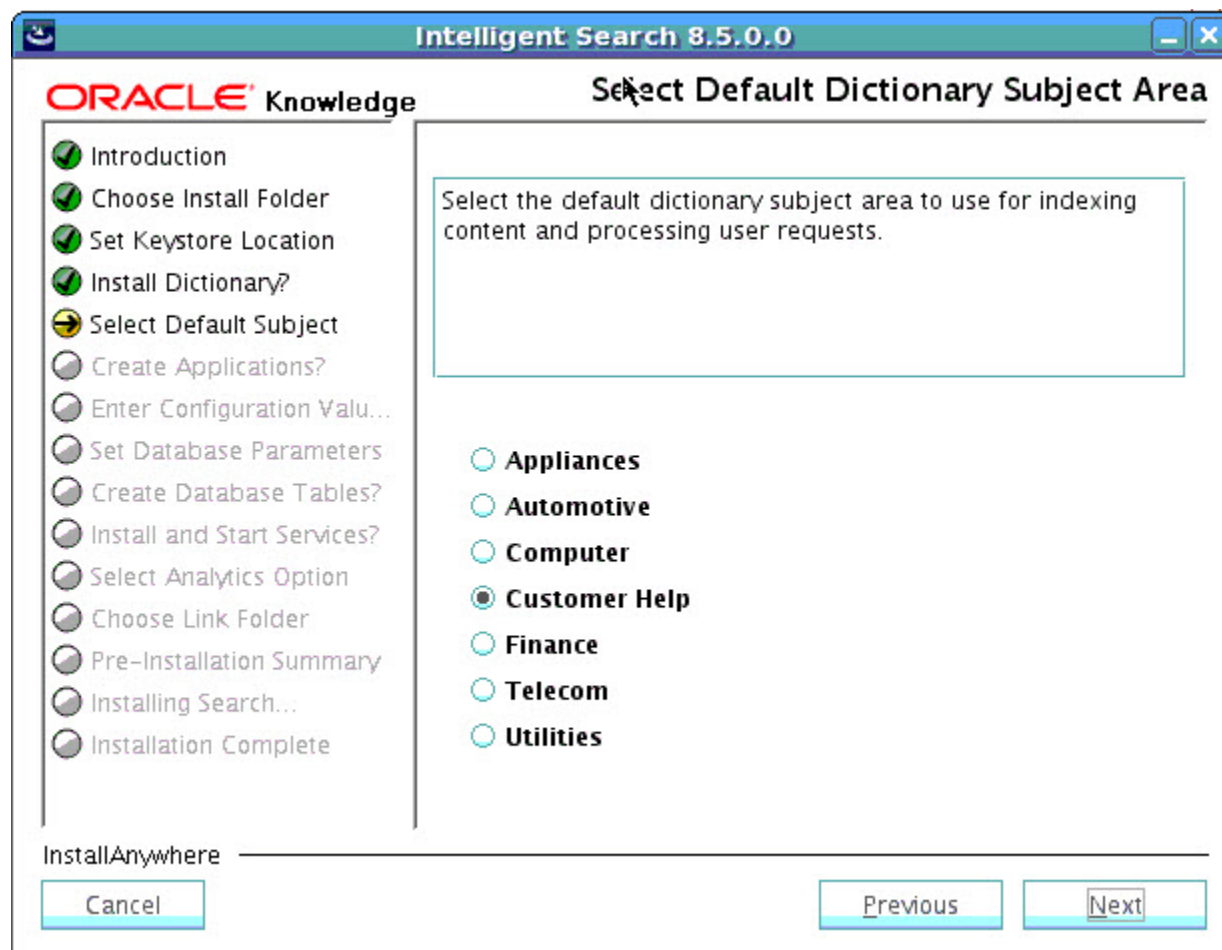 Intelligent Search 8.5.0.0
ORACLE Knowledge
Select Default Dictionary Subject Area
Introduction
Choose Install Folder
Set Keystore Location
Install Dictionary?
Select Default Subject
Create Applications?
Enter Configuration Valu...
Set Database Parameters
Create Database Tables?
Install and Start Services?
Select Analytics Option
Choose Link Folder
Pre-Installation Summary
Installing Search...
Installation Complete
Select the default dictionary subject area to use for indexing
content and processing user requests.
Appliances
Automotive
Computer
Customer Help
Finance
Telecom
Utilities
InstallAnywhere
Cancel
Previous
Next